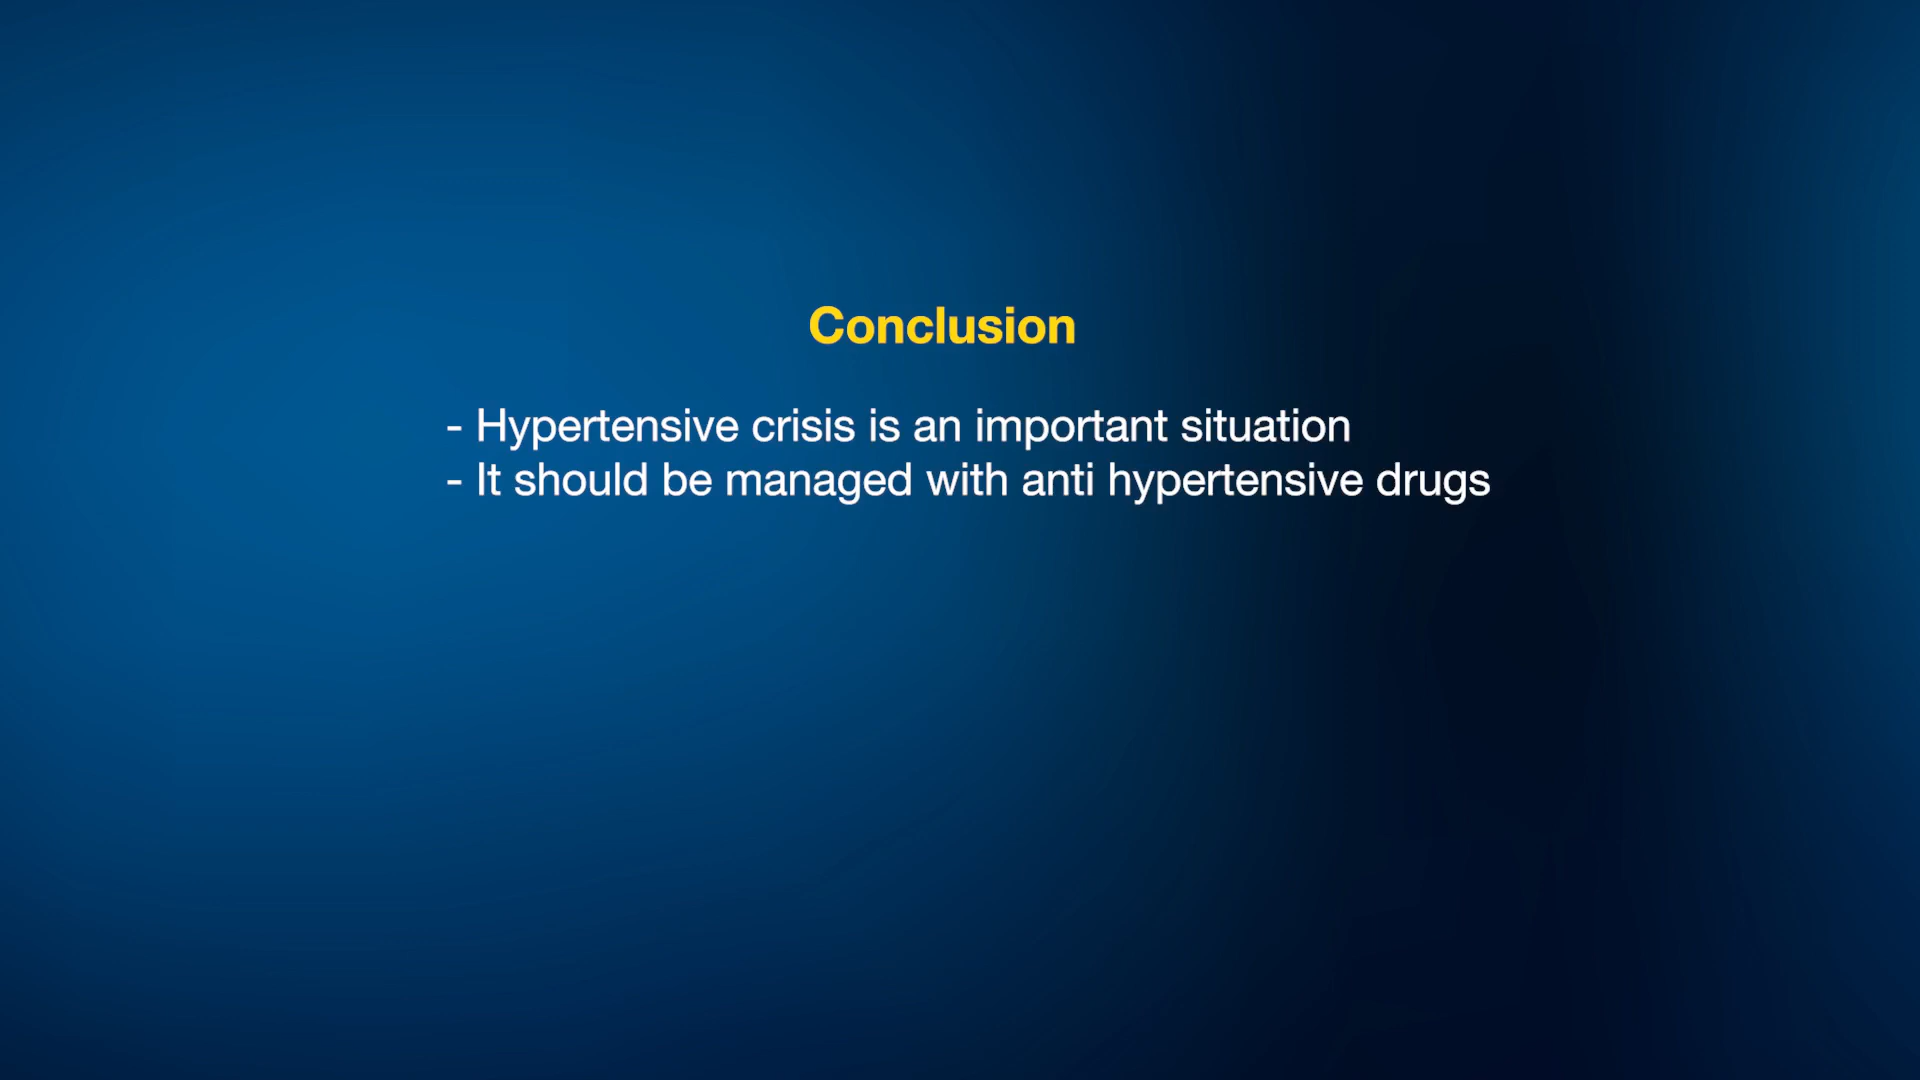 Conclusion
- Hypertensive crisis is an important situation
- It should be managed with anti hypertensive drugs